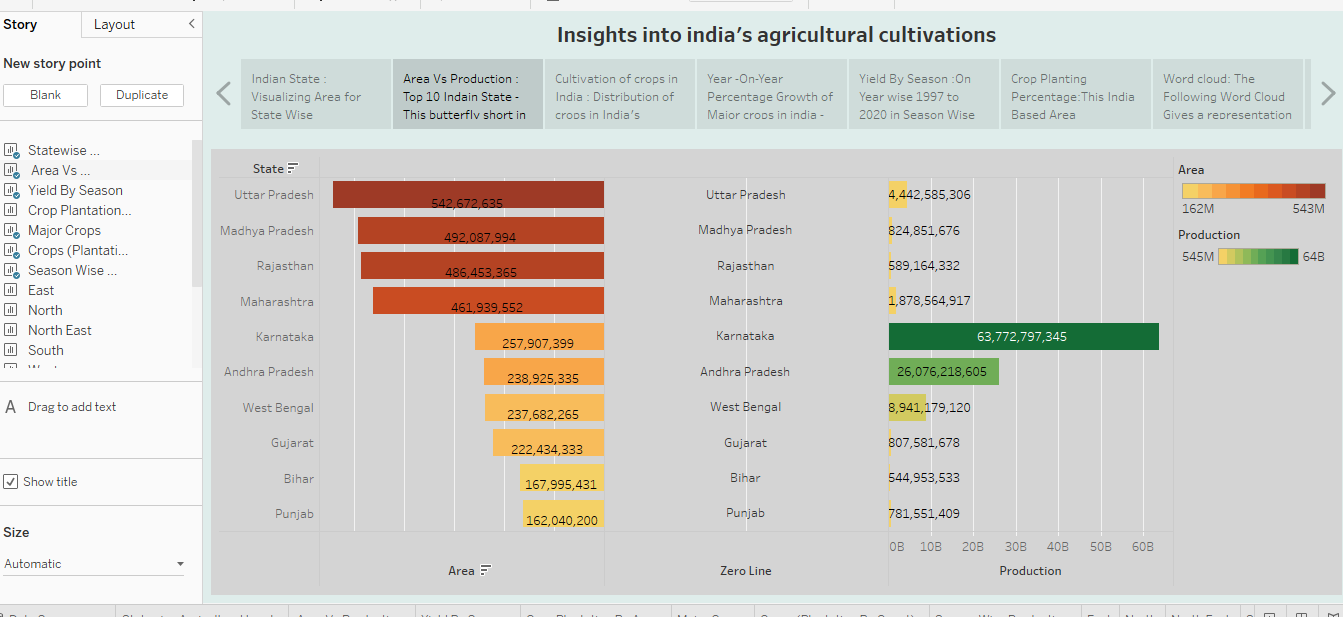 Story
Layout
New story point
Blank
Duplicate
Statewise ...
Area Vs ...
Yield By Season
Crop Plantation...
Major Crops
Crops (Plantati...
Season Wise ...
East
North
North East
South
A Drag to add text
Show title
Size
Automatic
Insights into india's agricultural cultivations
Indian State :
Visualizing Area for
State Wise
Area Vs Production :
Top 10 Indain State -
This butterfly short in
Cultivation of crops in
India : Distribution of
crops in India's
Year -On-Year
Percentage Growth of
Major crops in india -
Yield By Season :On
Year wise 1997 to
2020 in Season Wise
Crop Planting
Percentage:This India
Based Area
Word cloud: The
Following Word Cloud
Gives a representation
State
Uttar Pradesh 542,672,635 Uttar Pradesh 4,442,585,306
Madhya Pradesh 492,087,994 Madhya Pradesh 824,851,676
Rajasthan 486,453,365 Rajasthan 589,164,332
Maharashtra 461,939,552 Maharashtra 1,878,564,917
Karnataka 257,907,399 Karnataka 63,772,797,345
Andhra Pradesh 238,925,335 Andhra Pradesh 26,076,218,605
West Bengal 237,682,265 West Bengal 8,941,179,120
Gujarat 222,434,333 Gujarat 807,581,678
Bihar 167,995,431 Bihar 544,953,533
Punjab 162,040,200 Punjab 781,551,409
0B 10B 20B 30B 40B 50B 60B
Area Zero Line Production
Area
162M 543M
Production
545M 64B